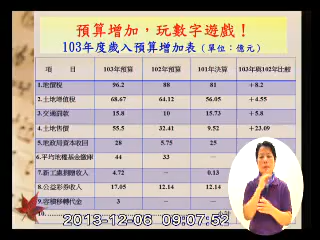 預算增加，玩數字遊戲！
103年度歲入預算增加表（單位：億元）
項 目 103年預算 102年預算 101年決算 103年與102年比較
1.地價稅 96.2 88 81 +8.2
2.土地增值稅 68.67 64.12 56.05 +4.55
3.交通罰款 15.8 10 15.73 +5.8
4.土地售價 55.5 32.41 9.52 +23.09
5.地政局資本收回 28 5.75 25
6.平均地權基金繳庫 44 33 －
7.新工處捐贈收入 4.72 － 0.13
8.公益彩券收入 17.05 12.14 12.14
9.容積移轉代金 3 － －
10.
2013-12-06 09:07:52